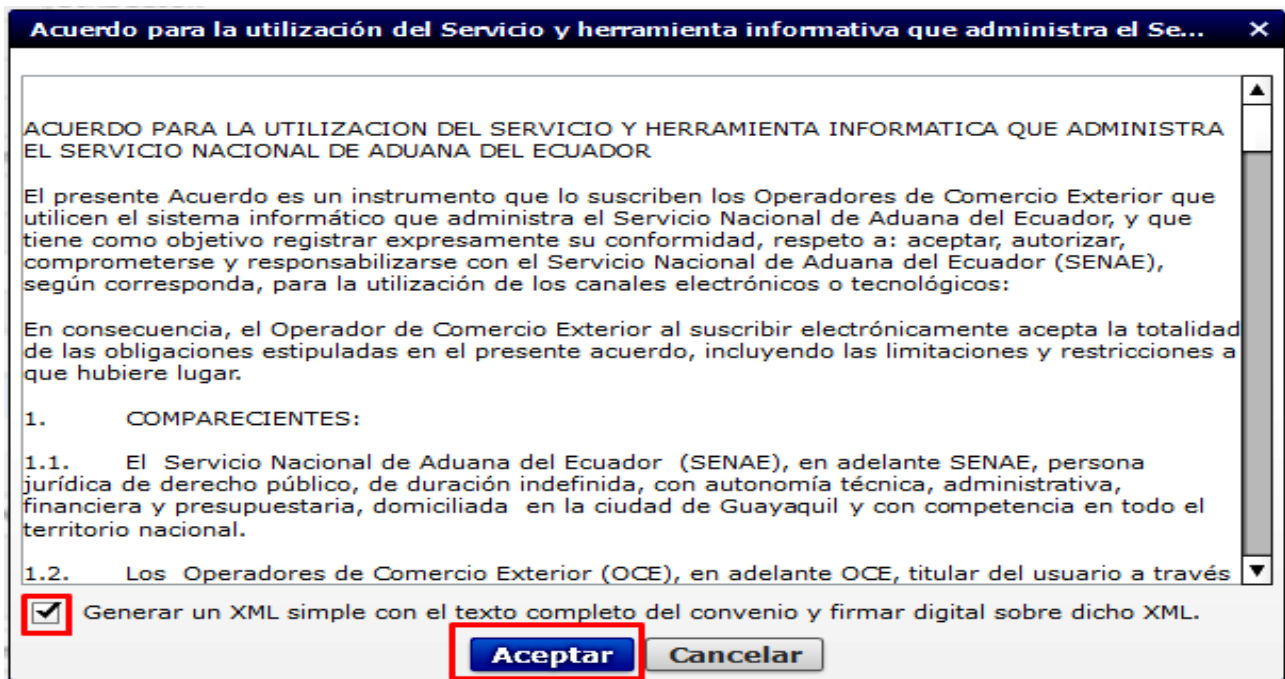 Acuerdo para la utilización del Servicio y herramienta informativa que administra el Se...
ACUERDO PARA LA UTILIZACION DEL SERVICIO Y HERRAMIENTA INFORMATICA QUE ADMINISTRA
EL SERVICIO NACIONAL DE ADUANA DEL ECUADOR
El presente Acuerdo es un instrumento que lo suscriben los Operadores de Comercio Exterior que
utilicen el sistema informático que administra el Servicio Nacional de Aduana del Ecuador, y que
tiene como objetivo registrar expresamente su conformidad, respeto a: aceptar, autorizar,
comprometerse y responsabilizarse con el Servicio Nacional de Aduana del Ecuador (SENAE),
según corresponda, para la utilización de los canales electrónicos o tecnológicos:
En consecuencia, el Operador de Comercio Exterior al suscribir electrónicamente acepta la totalidad
de las obligaciones estipuladas en el presente acuerdo, incluyendo las limitaciones y restricciones a
que hubiere lugar.
1. COMPARECIENTES:
1.1. El Servicio Nacional de Aduana del Ecuador (SENAE), en adelante SENAE, persona
jurídica de derecho público, de duración indefinida, con autonomía técnica, administrativa,
financiera y presupuestaria, domiciliada en la ciudad de Guayaquil y con competencia en todo el
territorio nacional.
1.2. Los Operadores de Comercio Exterior (OCE), en adelante OCE, titular del usuario a través
Generar un XML simple con el texto completo del convenio y firmar digital sobre dicho XML.
Aceptar Cancelar